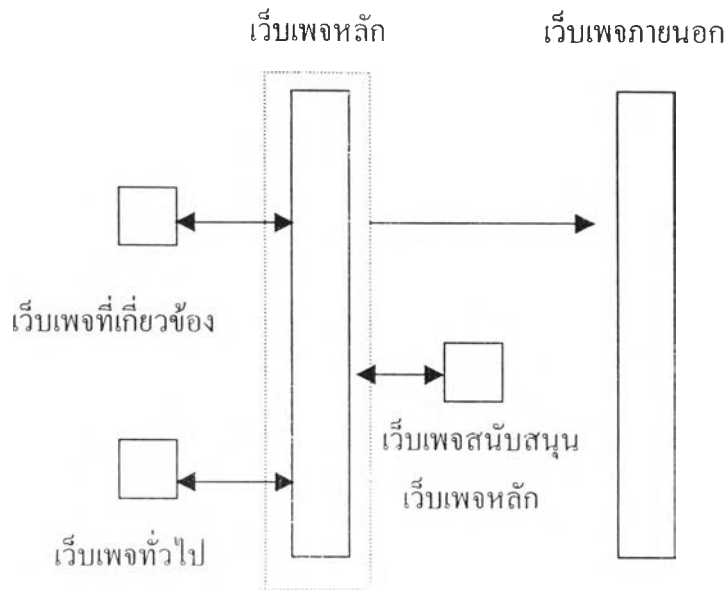 เว็บเพจหลัก
เว็บเพจภายนอก
เว็บเพจที่เกี่ยวข้อง
เว็บเพจสนับสนุน
เว็บเพจหลัก
เว็บเพจทั่วไป